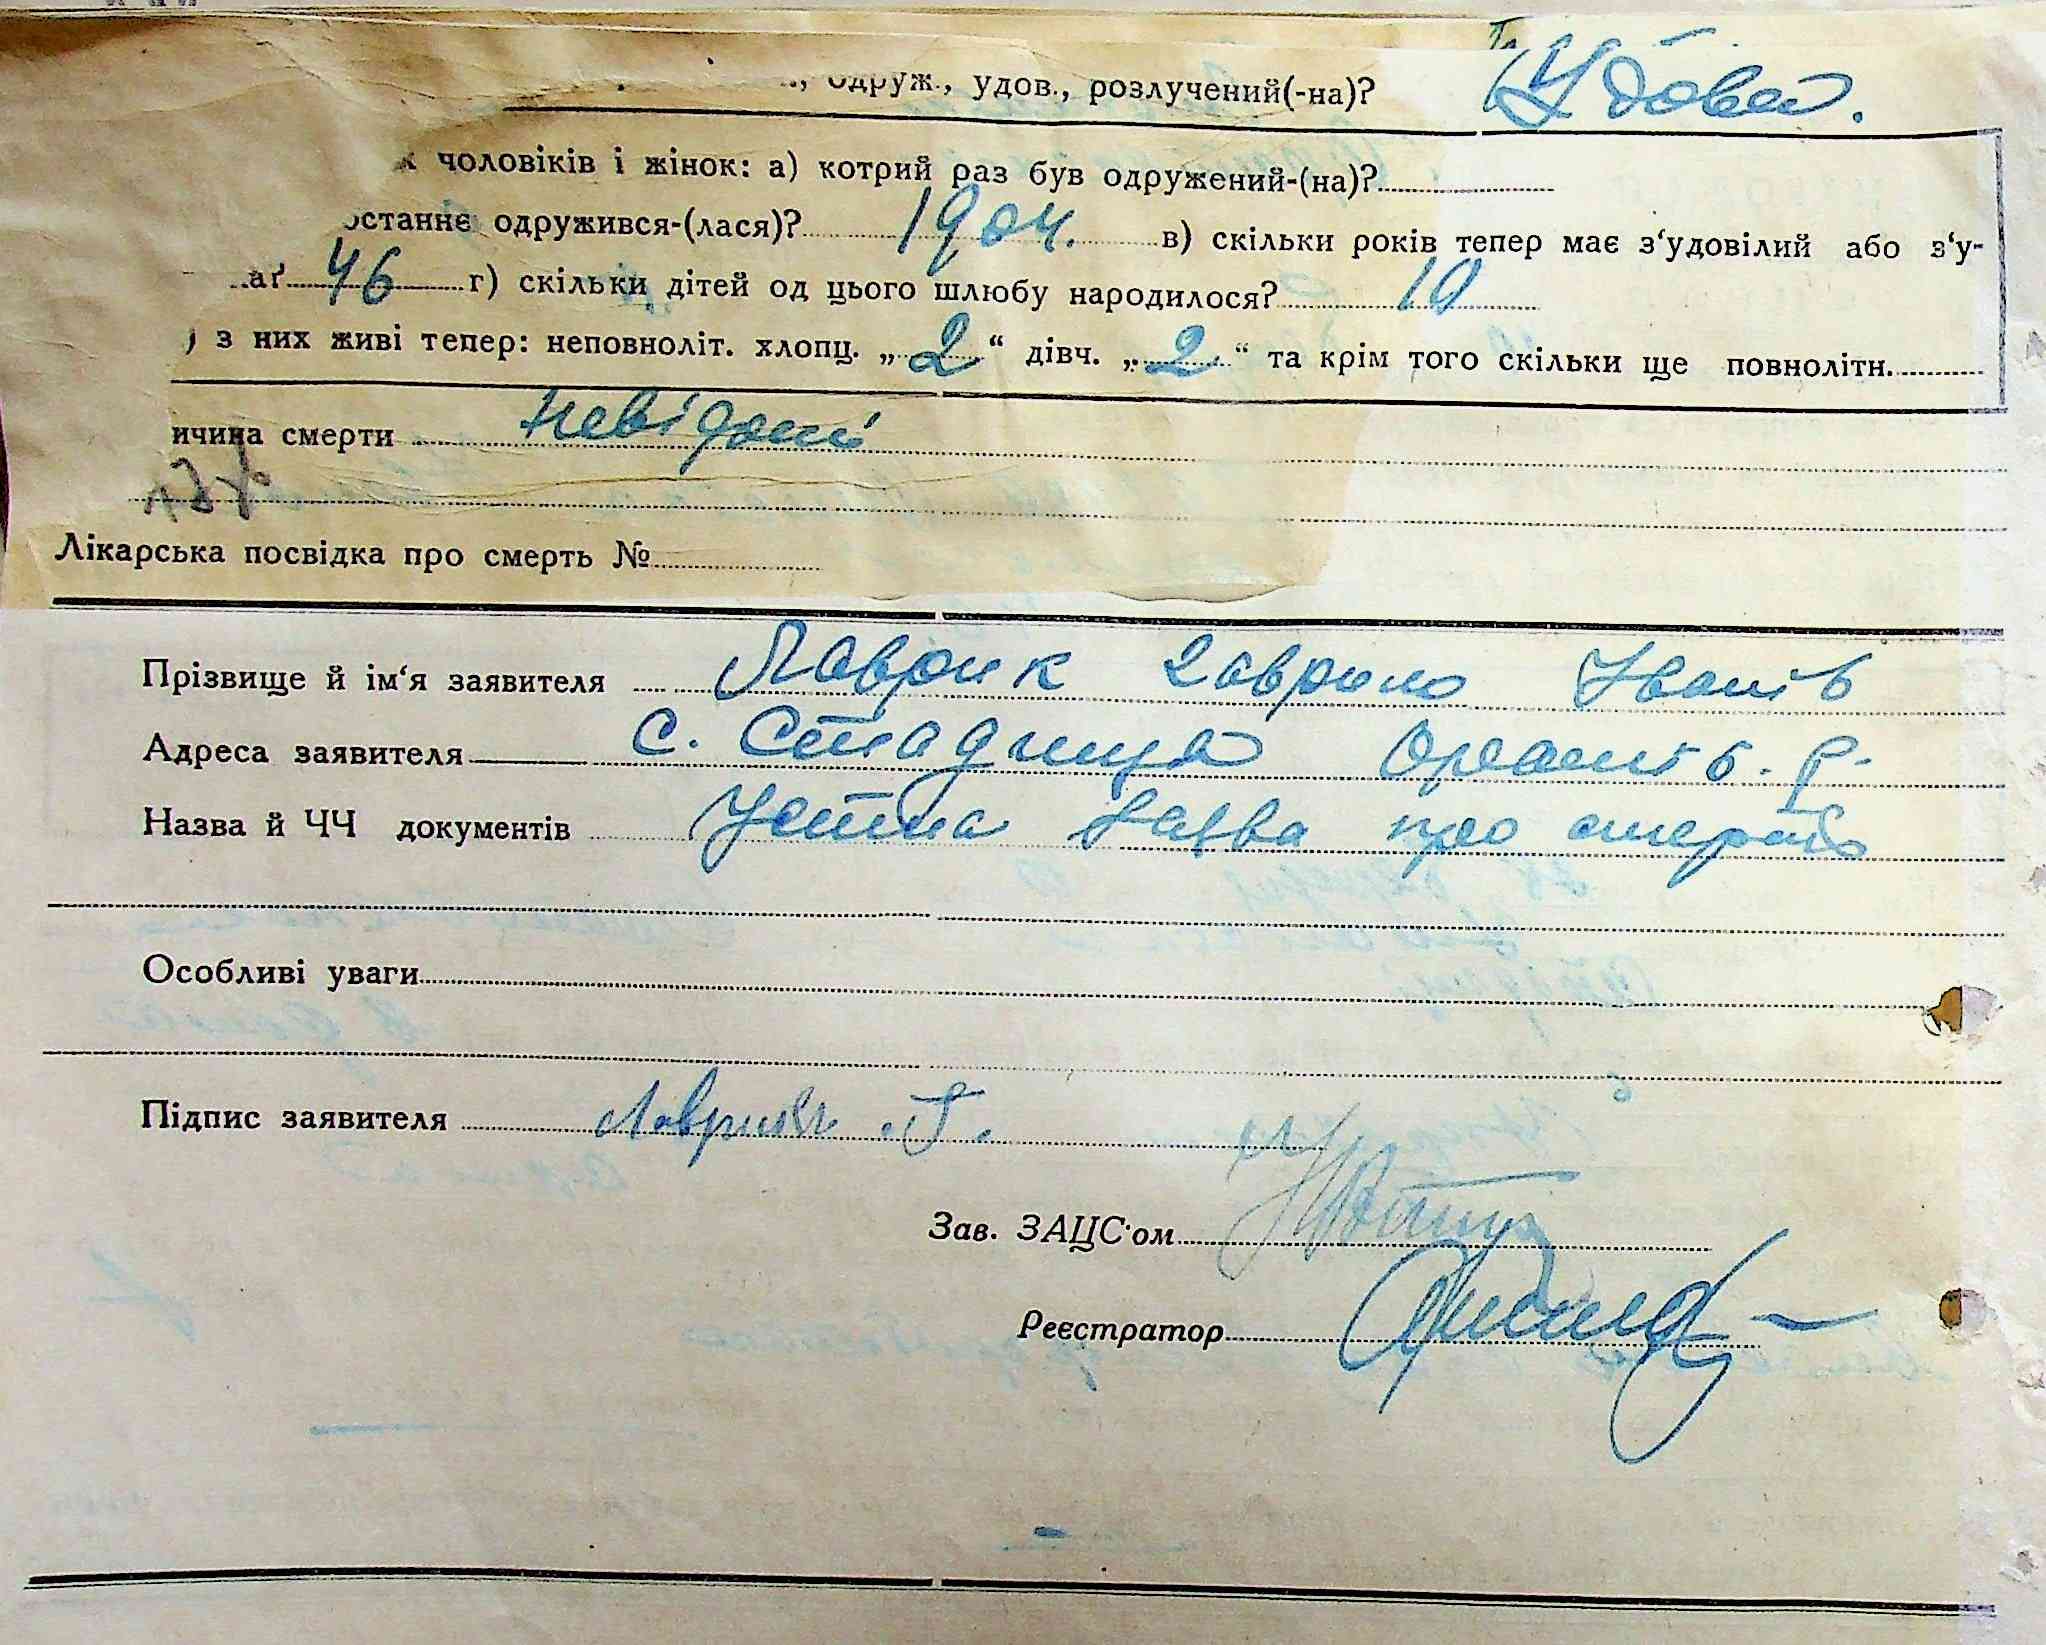 одруж., удов., розлучений(-на)? Удова.
чоловіків і жінок: а) котрий раз був одружений-(на)?
останнє одружився-(лася)? 1904. в) скільки років тепер має з‘удовілий або з‘у-
46 г) скільки дітей од цього шлюбу народилося? 10
з них живі тепер: неповноліт. хлопц. „ 2 “ дівч. „ 2 “ та крім того скільки ще повнолітн.
ичина смерти невідомі
Лікарська посвідка про смерть №
Прізвище й ім‘я заявителя Лаврик Гаврило Іванів
Адреса заявителя с. Стадниця р.
Назва й ЧЧ документів Устна заява про смерть
Особливі уваги
Підпис заявителя Лаврик Г.
Зав. ЗАЦС‘ом
Реєстратор